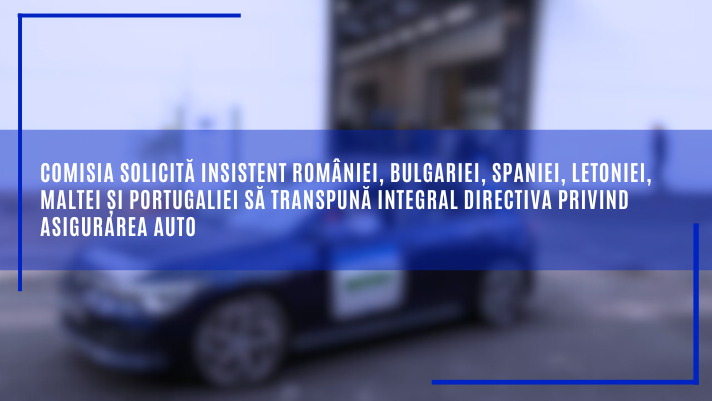 COMISIA SOLICITĂ INSISTENT ROMÂNIEI, BULGARIEI, SPANIEI, LETONIEI,
MALTEI ȘI PORTUGALIEI SĂ TRANSPUNĂ INTEGRAL DIRECTIVA PRIVIND
ASIGURAREA AUTO